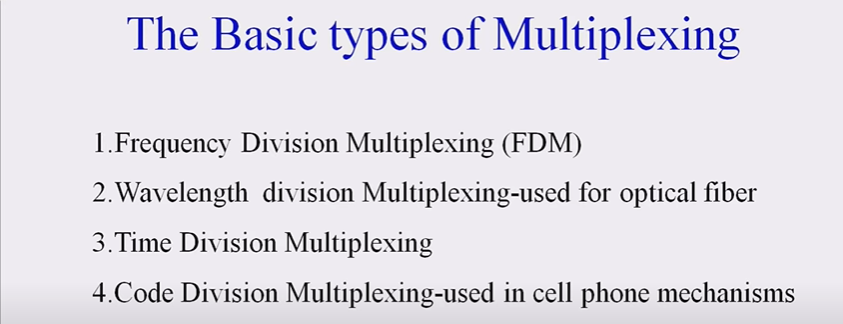 The Basic types of Multiplexing
1.Frequency Division Multiplexing (FDM)
2.Wavelength division Multiplexing-used for optical fiber
3.Time Division Multiplexing
4.Code Division Multiplexing-used in cell phone mechanisms